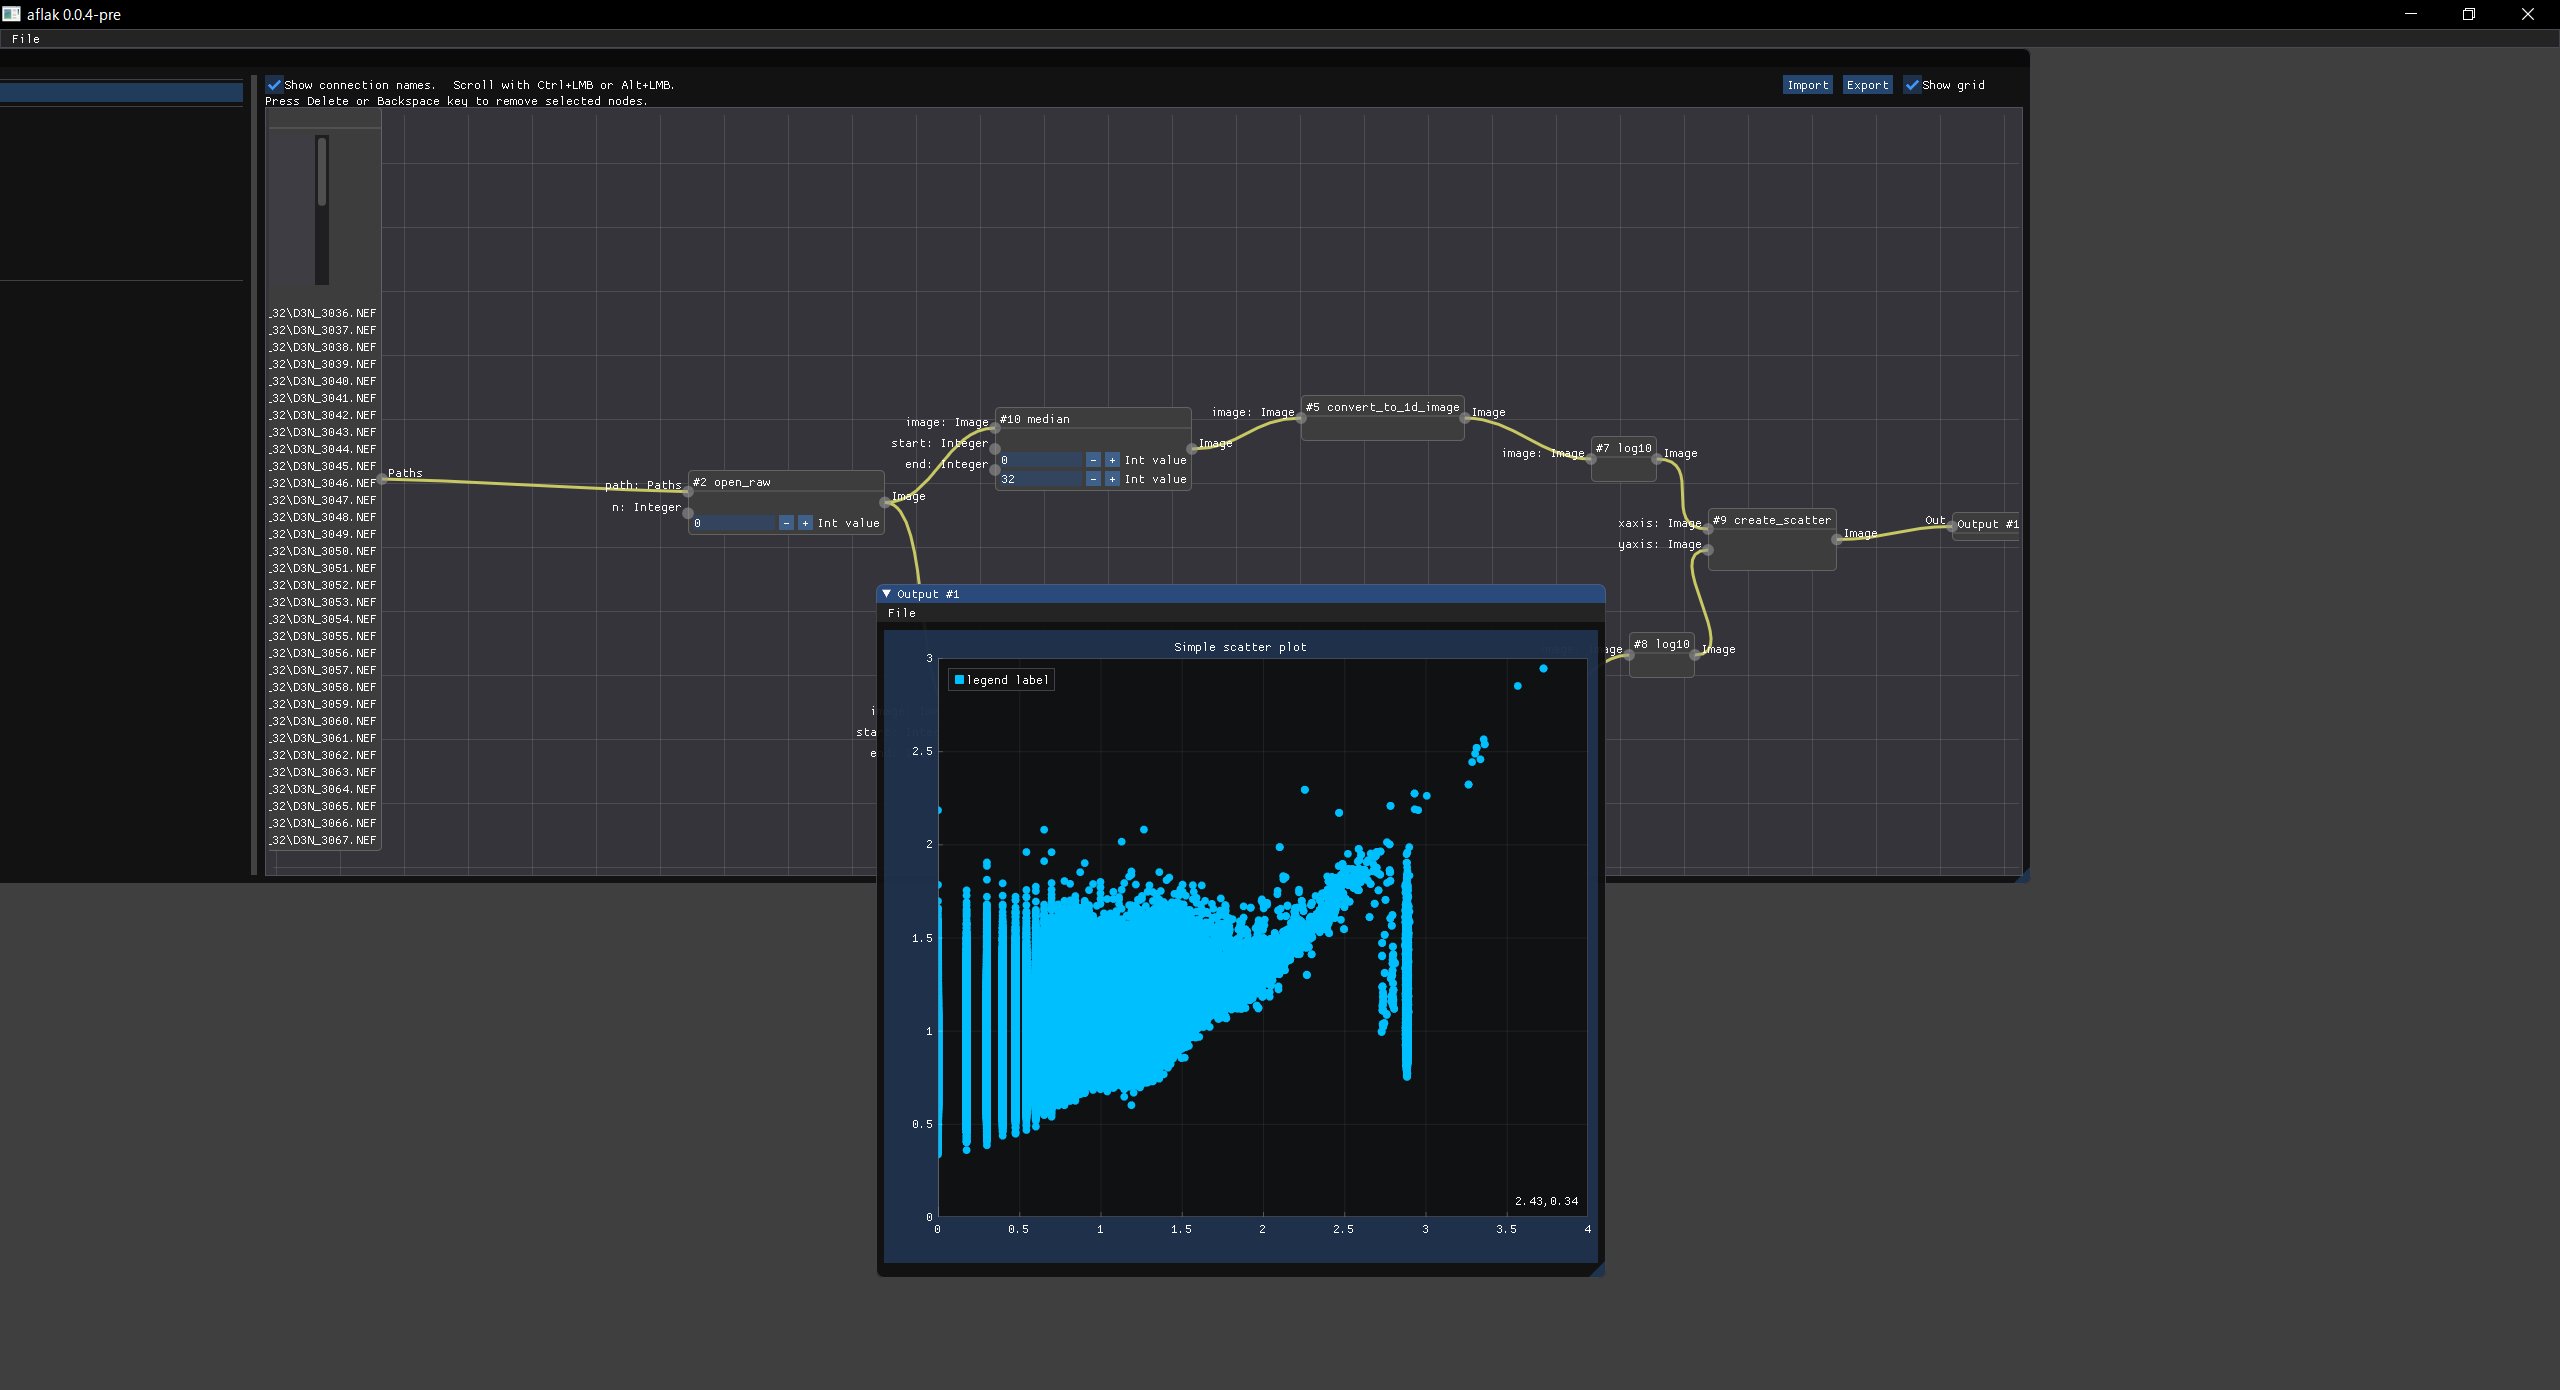 aflak 0.0.4-pre
File
Show connection names. Scroll with Ctrl+LMB or Alt+LMB.
Import Export Show grid
Press Delete or Backspace key to remove selected nodes.
_32\D3N_3036.NEF
_32\D3N_3037.NEF
_32\D3N_3038.NEF
_32\D3N_3039.NEF
_32\D3N_3040.NEF
_32\D3N_3041.NEF
_32\D3N_3042.NEF
_32\D3N_3043.NEF
_32\D3N_3044.NEF
_32\D3N_3045.NEF
_32\D3N_3046.NEF
_32\D3N_3047.NEF
_32\D3N_3048.NEF
_32\D3N_3049.NEF
_32\D3N_3050.NEF
_32\D3N_3051.NEF
_32\D3N_3052.NEF
_32\D3N_3053.NEF
_32\D3N_3054.NEF
_32\D3N_3055.NEF
_32\D3N_3056.NEF
_32\D3N_3057.NEF
_32\D3N_3058.NEF
_32\D3N_3059.NEF
_32\D3N_3060.NEF
_32\D3N_3061.NEF
_32\D3N_3062.NEF
_32\D3N_3063.NEF
_32\D3N_3064.NEF
_32\D3N_3065.NEF
_32\D3N_3066.NEF
_32\D3N_3067.NEF
Paths
path: Paths
n: Integer
#2 open_raw
0 - + Int value
Image
image: Image
start: Integer
end: Integer
#10 median
0 - + Int value
32 - + Int value
Image
image: Image
#5 convert_to_1d_image
Image
image: Image
#7 log10
Image
xaxis: Image
yaxis: Image
#9 create_scatter
Image
Out
Output #1
#8 log10
Image
Output #1
File
Simple scatter plot
legend label
3
2.5
2
1.5
1
0.5
0
0 0.5 1 1.5 2 2.5 3 3.5 4
2.43,0.34